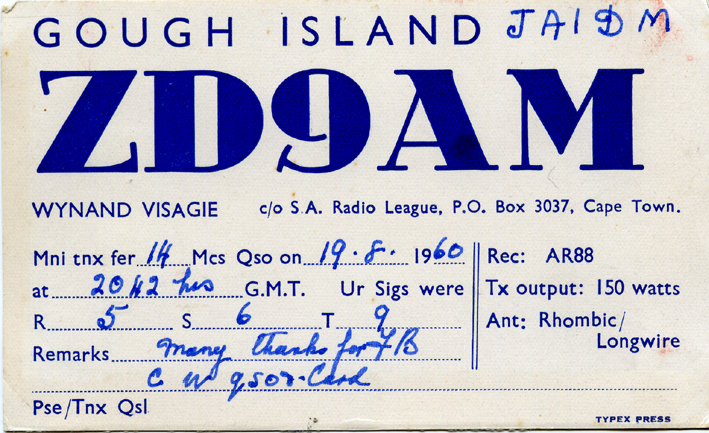 GOUGH ISLAND JA1DM
ZD9AM
WYNAND VISAGIE c/o S.A. Radio League, P.O. Box 3037, Cape Town.
Mni tnx fer 14 Mcs Qso on 19.8. 1960
at 2042 hrs G.M.T. Ur Sigs were
R 5 S 6 T 9
Remarks Many thanks for FB
C W qso & Card
Pse/Tnx Qsl
Rec: AR88
Tx output: 150 watts
Ant: Rhombic/
Longwire
TYPEX PRESS